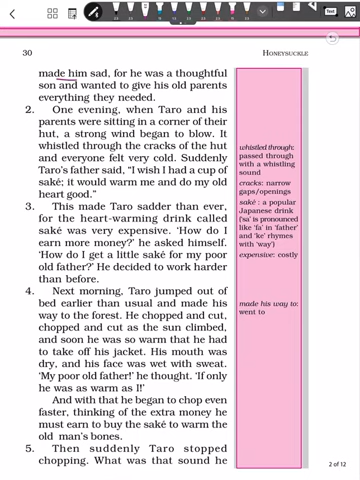 Text
30
HONEYSUCKLE
made him sad, for he was a thoughtful
son and wanted to give his old parents
everything they needed.
2. One evening, when Taro and his
parents were sitting in a corner of their
hut, a strong wind began to blow. It
whistled through the cracks of the hut
and everyone felt very cold. Suddenly
Taro's father said, “I wish I had a cup of
saké; it would warm me and do my old
heart good.”
whistled through:
passed through
with a whistling
sound
cracks: narrow
gaps/openings
saké : a popular
Japanese drink
('sa' is pronounced
like 'fa' in 'father'
and 'ke' rhymes
with 'way')
expensive: costly
3. This made Taro sadder than ever,
for the heart-warming drink called
saké was very expensive. 'How do I
earn more money?' he asked himself.
'How do I get a little saké for my poor
old father?' He decided to work harder
than before.
4. Next morning, Taro jumped out of
bed earlier than usual and made his
way to the forest. He chopped and cut,
chopped and cut as the sun climbed,
and soon he was so warm that he had
to take off his jacket. His mouth was
dry, and his face was wet with sweat.
'My poor old father!' he thought. 'If only
he was as warm as I!'
made his way to:
went to
And with that he began to chop even
faster, thinking of the extra money he
must earn to buy the saké to warm the
old man's bones.
5. Then suddenly Taro stopped
chopping. What was that sound he
2 of 12